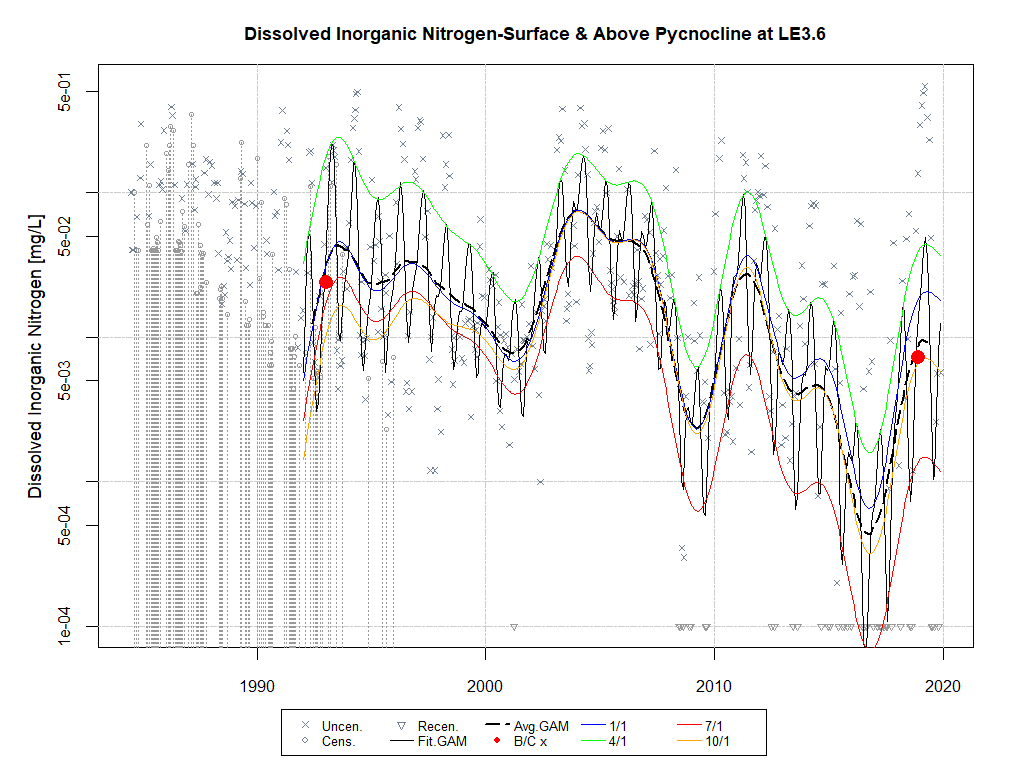 Dissolved Inorganic Nitrogen-Surface & Above Pycnocline at LE3.6
Dissolved Inorganic Nitrogen [mg/L]
5e-01
5e-02
5e-03
5e-04
1e-04
1990 2000 2010 2020
Uncen. Recen. Avg.GAM 1/1 7/1
Cens. Fit.GAM B/C x 4/1 10/1